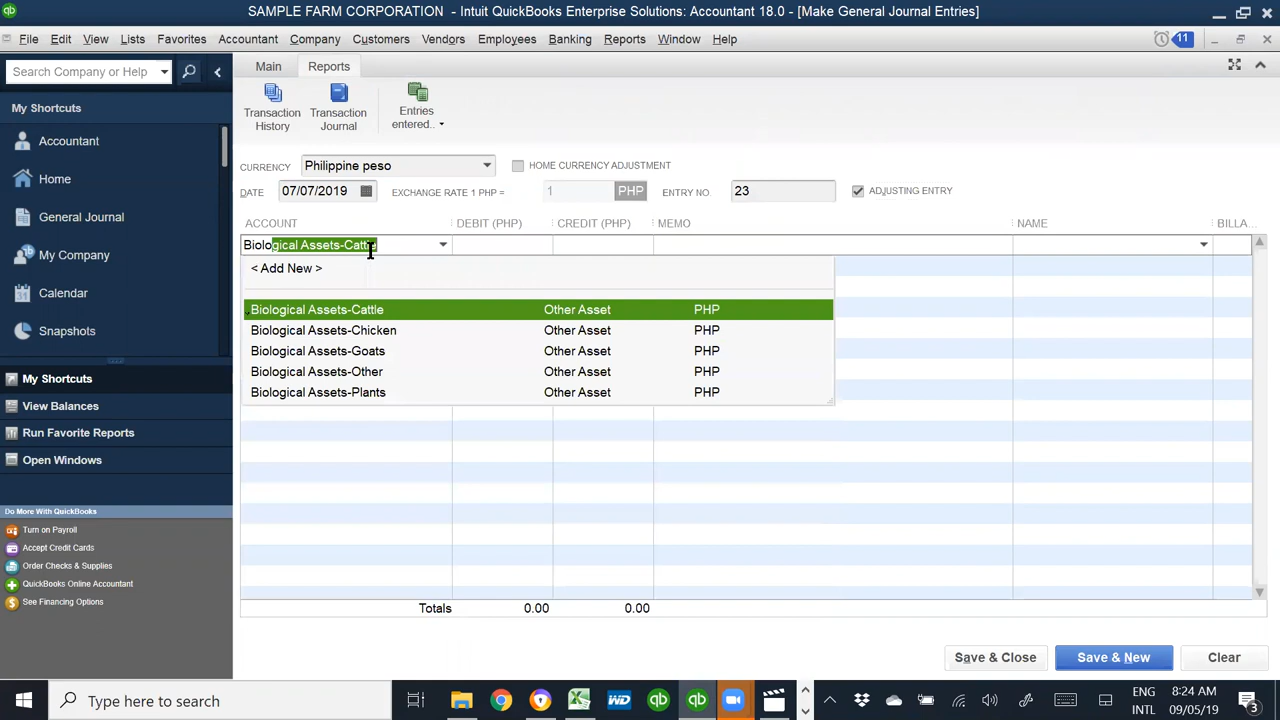 SAMPLE FARM CORPORATION - Intuit QuickBooks Enterprise Solutions: Accountant 18.0 - [Make General Journal Entries]
File Edit View Lists Favorites Accountant Company Customers Vendors Employees Banking Reports Window Help 11
Search Company or Help
Main Reports
My Shortcuts
Transaction History
Transaction Journal
Entries entered..
Accountant
Home
General Journal
My Company
Calendar
Snapshots
My Shortcuts
View Balances
Run Favorite Reports
Open Windows
Do More With QuickBooks
Turn on Payroll
Accept Credit Cards
Order Checks & Supplies
QuickBooks Online Accountant
See Financing Options
CURRENCY Philippine peso HOME CURRENCY ADJUSTMENT
DATE 07/07/2019 EXCHANGE RATE 1 PHP = 1 PHP ENTRY NO. 23 ADJUSTING ENTRY
ACCOUNT DEBIT (PHP) CREDIT (PHP) MEMO NAME BILLA...
Biological Assets-Cattle
< Add New >
Biological Assets-Cattle Other Asset PHP
Biological Assets-Chicken Other Asset PHP
Biological Assets-Goats Other Asset PHP
Biological Assets-Other Other Asset PHP
Biological Assets-Plants Other Asset PHP
Totals 0.00 0.00
Save & Close Save & New Clear
Type here to search
WD
ENG
INTL
8:24 AM
09/05/19
3